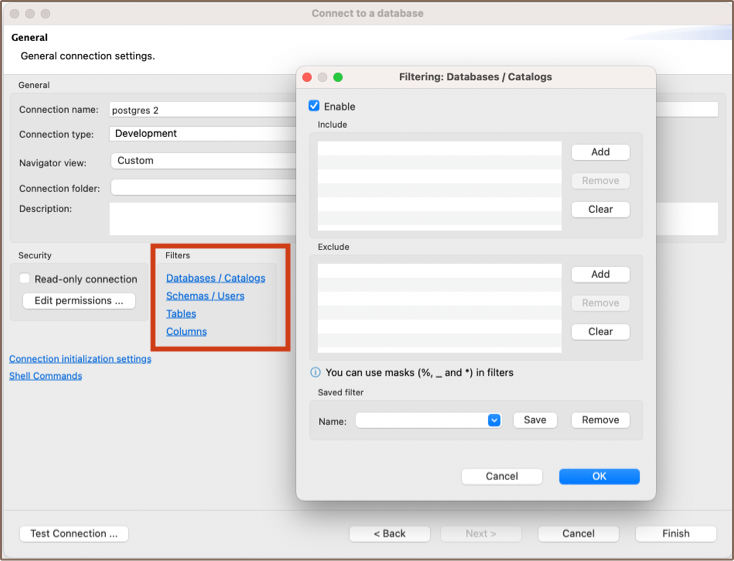 Connect to a database
General
General connection settings.
General
Connection name:
postgres 2
Connection type:
Development
Navigator view:
Custom
Connection folder:
Description:
Security
Read-only connection
Edit permissions ...
Filters
Databases / Catalogs
Schemas / Users
Tables
Columns
Connection initialization settings
Shell Commands
Filtering: Databases / Catalogs
Enable
Include
Add
Remove
Clear
Exclude
Add
Remove
Clear
You can use masks (%, _ and *) in filters
Saved filter
Name:
Save
Remove
Cancel
OK
Test Connection ...
< Back
Next >
Cancel
Finish